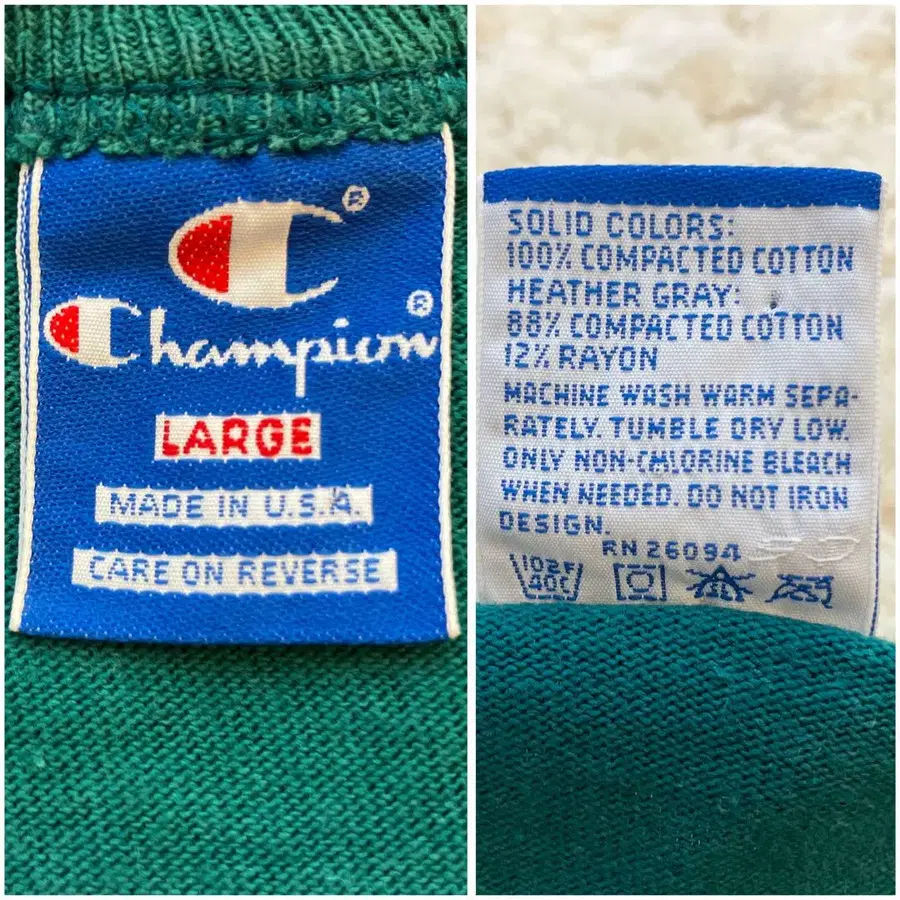 ®
Champion®
LARGE
MADE IN U.S.A.
CARE ON REVERSE
SOLID COLORS:
100% COMPACTED COTTON
HEATHER GRAY:
88% COMPACTED COTTON
12% RAYON
MACHINE WASH WARM SEPA-
RATELY. TUMBLE DRY LOW.
ONLY NON-CHLORINE BLEACH
WHEN NEEDED. DO NOT IRON
DESIGN.
RN 26094
102F
40C